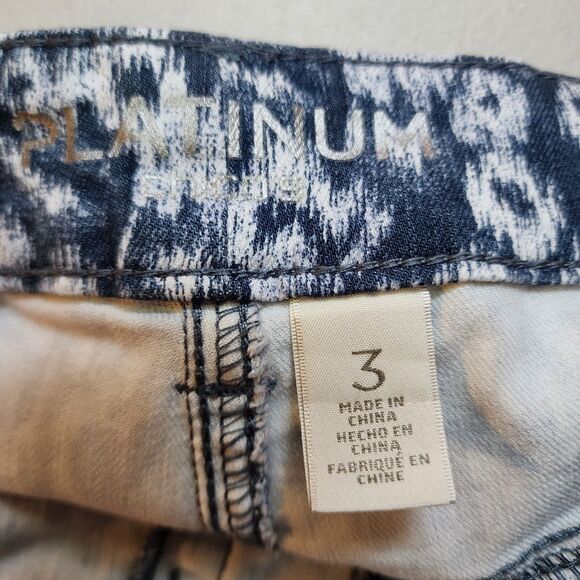 PLATINUM
3
MADE IN
CHINA
HECHO EN
CHINA
FABRIQUÉ EN
CHINE